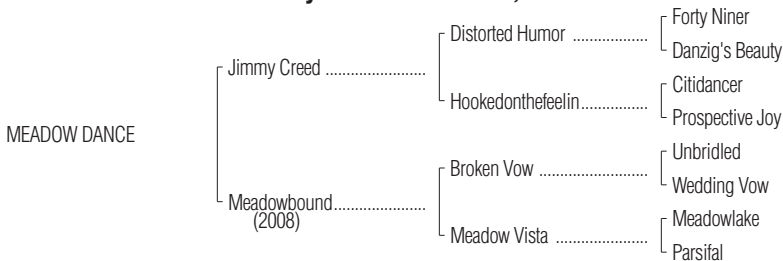 Forty Niner
Distorted Humor
Danzig's Beauty
Jimmy Creed
Citidancer
Hookedonthefeelin
Prospective Joy
MEADOW DANCE
Unbridled
Broken Vow
Wedding Vow
Meadowbound
(2008)
Meadowlake
Meadow Vista
Parsifal